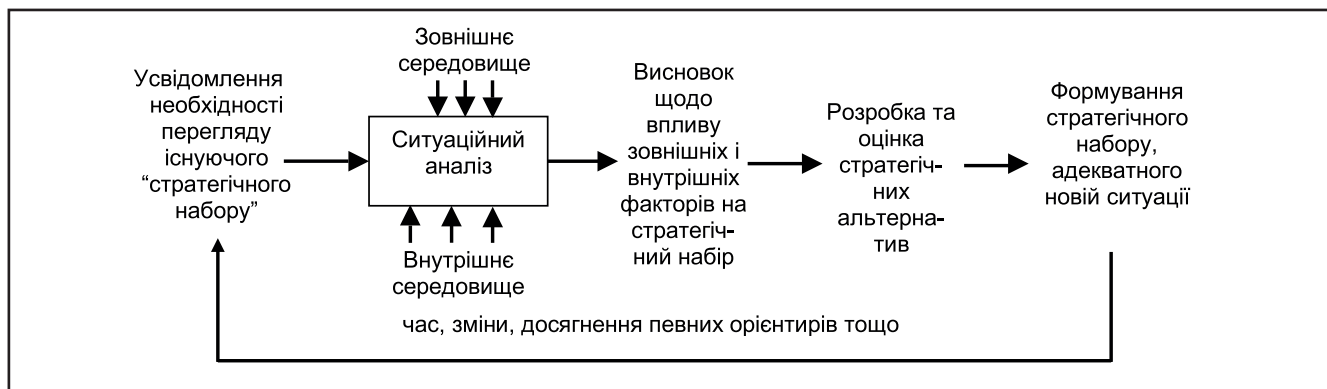 Усвідомлення
необхідності
перегляду
існуючого
“стратегічного
набору”
Зовнішнє
середовище
Ситуаційний
аналіз
Внутрішнє
середовище
Висновок
щодо
впливу
зовнішніх і
внутрішніх
факторів на
стратегіч-
ний набір
Розробка та
оцінка
стратегіч-
них
альтерна-
тив
Формування
стратегічного
набору,
адекватного
новій ситуації
час, зміни, досягнення певних орієнтирів тощо